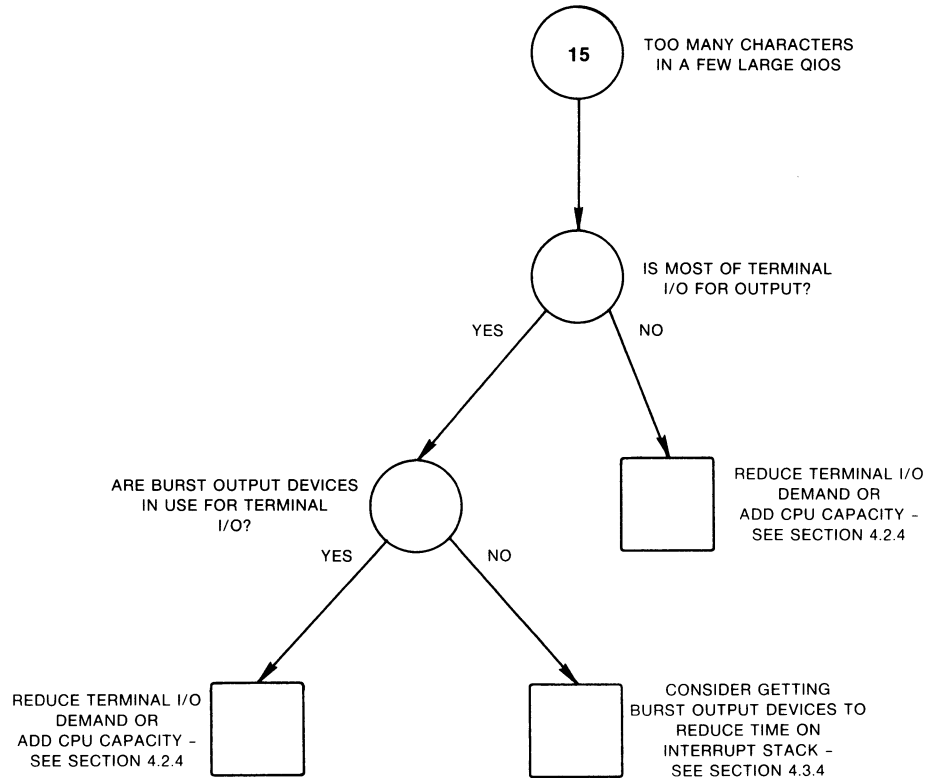 15
TOO MANY CHARACTERS
IN A FEW LARGE QIOS
IS MOST OF TERMINAL
I/O FOR OUTPUT?
YES
NO
ARE BURST OUTPUT DEVICES
IN USE FOR TERMINAL
I/O?
REDUCE TERMINAL I/O
DEMAND OR
ADD CPU CAPACITY –
SEE SECTION 4.2.4
YES
NO
REDUCE TERMINAL I/O
DEMAND OR
ADD CPU CAPACITY –
SEE SECTION 4.2.4
CONSIDER GETTING
BURST OUTPUT DEVICES TO
REDUCE TIME ON
INTERRUPT STACK –
SEE SECTION 4.3.4